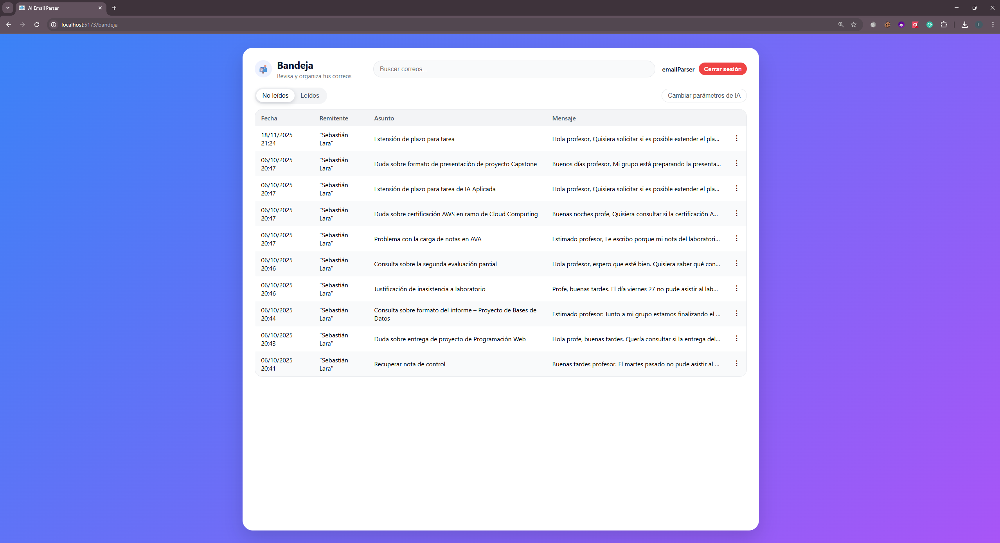 AI Email Parser
localhost:5173/bandeja
L
Bandeja
Revisa y organiza tus correos
Buscar correos...
emailParser
Cerrar sesión
No leídos
Leídos
Cambiar parámetros de IA
Fecha Remitente Asunto Mensaje
18/11/2025 21:24 "Sebastián Lara" Extensión de plazo para tarea Hola profesor, Quisiera solicitar si es posible extender el pla...
06/10/2025 20:47 "Sebastián Lara" Duda sobre formato de presentación de proyecto Capstone Buenos días profesor, Mi grupo está preparando la presenta...
06/10/2025 20:47 "Sebastián Lara" Extensión de plazo para tarea de IA Aplicada Hola profesor, Quisiera solicitar si es posible extender el pla...
06/10/2025 20:47 "Sebastián Lara" Duda sobre certificación AWS en ramo de Cloud Computing Buenas noches profe, Quisiera consultar si la certificación A...
06/10/2025 20:47 "Sebastián Lara" Problema con la carga de notas en AVA Estimado profesor, Le escribo porque mi nota del laboratori...
06/10/2025 20:46 "Sebastián Lara" Consulta sobre la segunda evaluación parcial Hola profesor, espero que esté bien. Quisiera saber qué con...
06/10/2025 20:46 "Sebastián Lara" Justificación de inasistencia a laboratorio Profe, buenas tardes. El día viernes 27 no pude asistir al lab...
06/10/2025 20:44 "Sebastián Lara" Consulta sobre formato del informe – Proyecto de Bases de Datos Estimado profesor: Junto a mi grupo estamos finalizando el ...
06/10/2025 20:43 "Sebastián Lara" Duda sobre entrega de proyecto de Programación Web Hola profe, buenas tardes. Quería consultar si la entrega del...
06/10/2025 20:41 "Sebastián Lara" Recuperar nota de control Buenas tardes profesor. El martes pasado no pude asistir al ...